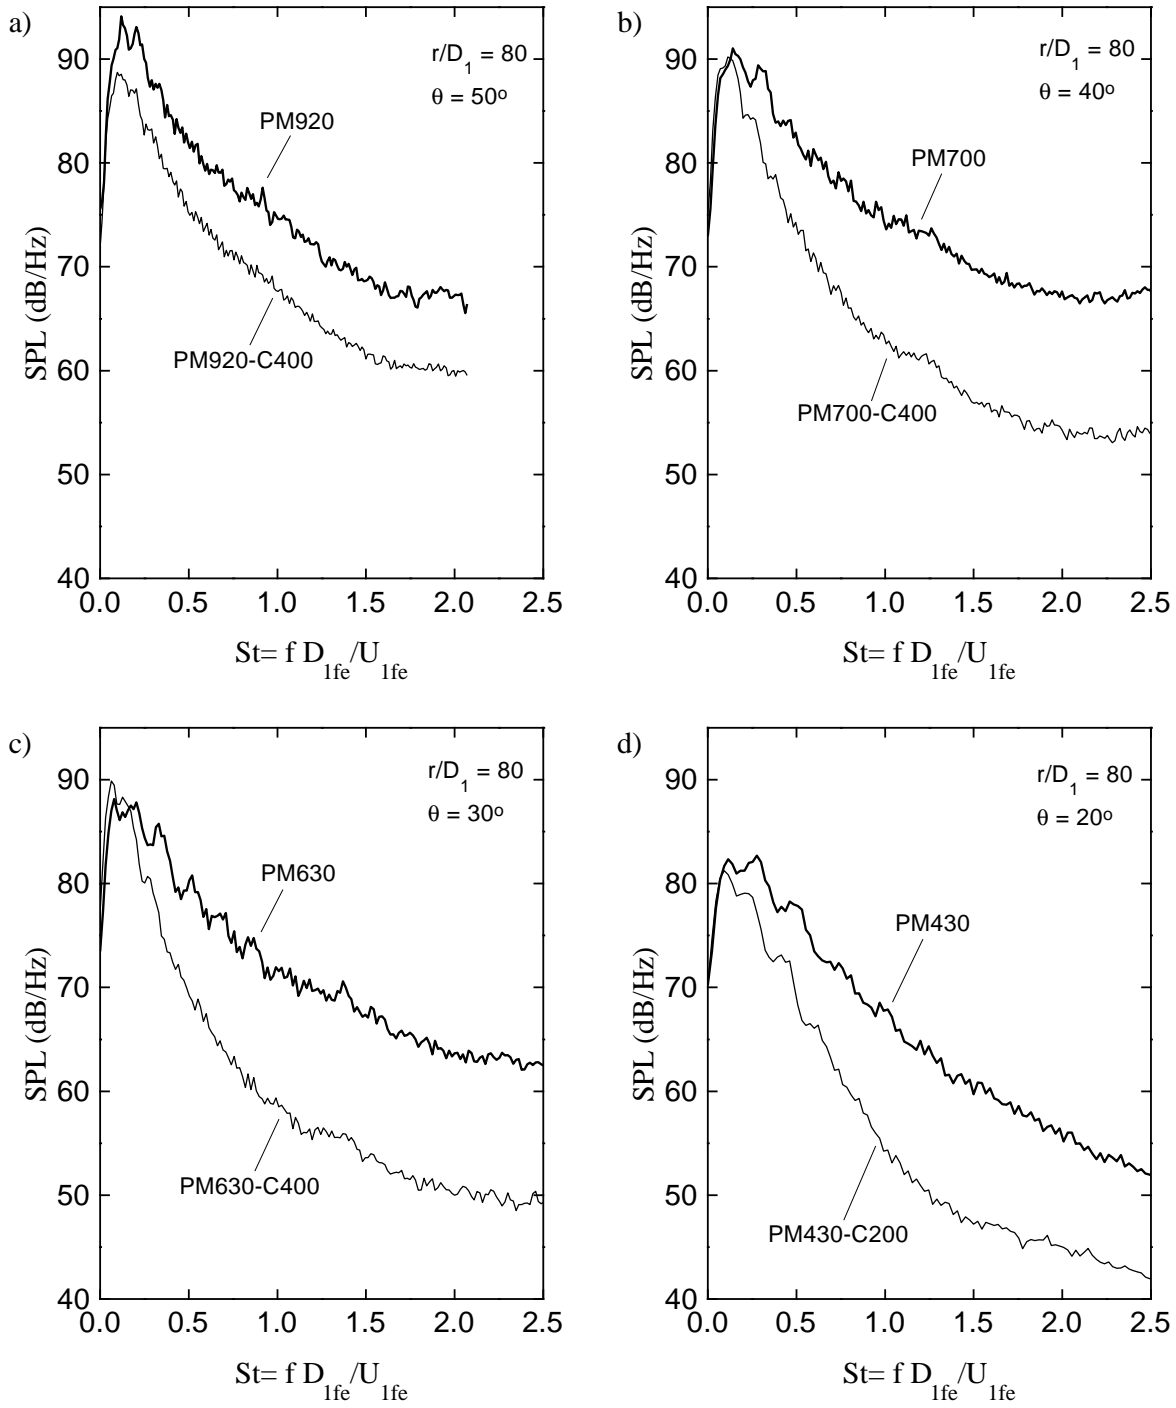 a)
r/D1 = 80
θ = 50º
PM920
PM920-C400
SPL (dB/Hz)
90
80
70
60
50
40
0.0 0.5 1.0 1.5 2.0 2.5
St= f D1fe/U1fe
b)
r/D1 = 80
θ = 40º
PM700
PM700-C400
SPL (dB/Hz)
90
80
70
60
50
40
0.0 0.5 1.0 1.5 2.0 2.5
St= f D1fe/U1fe
c)
r/D1 = 80
θ = 30º
PM630
PM630-C400
SPL (dB/Hz)
90
80
70
60
50
40
0.0 0.5 1.0 1.5 2.0 2.5
St= f D1fe/U1fe
d)
r/D1 = 80
θ = 20º
PM430
PM430-C200
SPL (dB/Hz)
90
80
70
60
50
40
0.0 0.5 1.0 1.5 2.0 2.5
St= f D1fe/U1fe